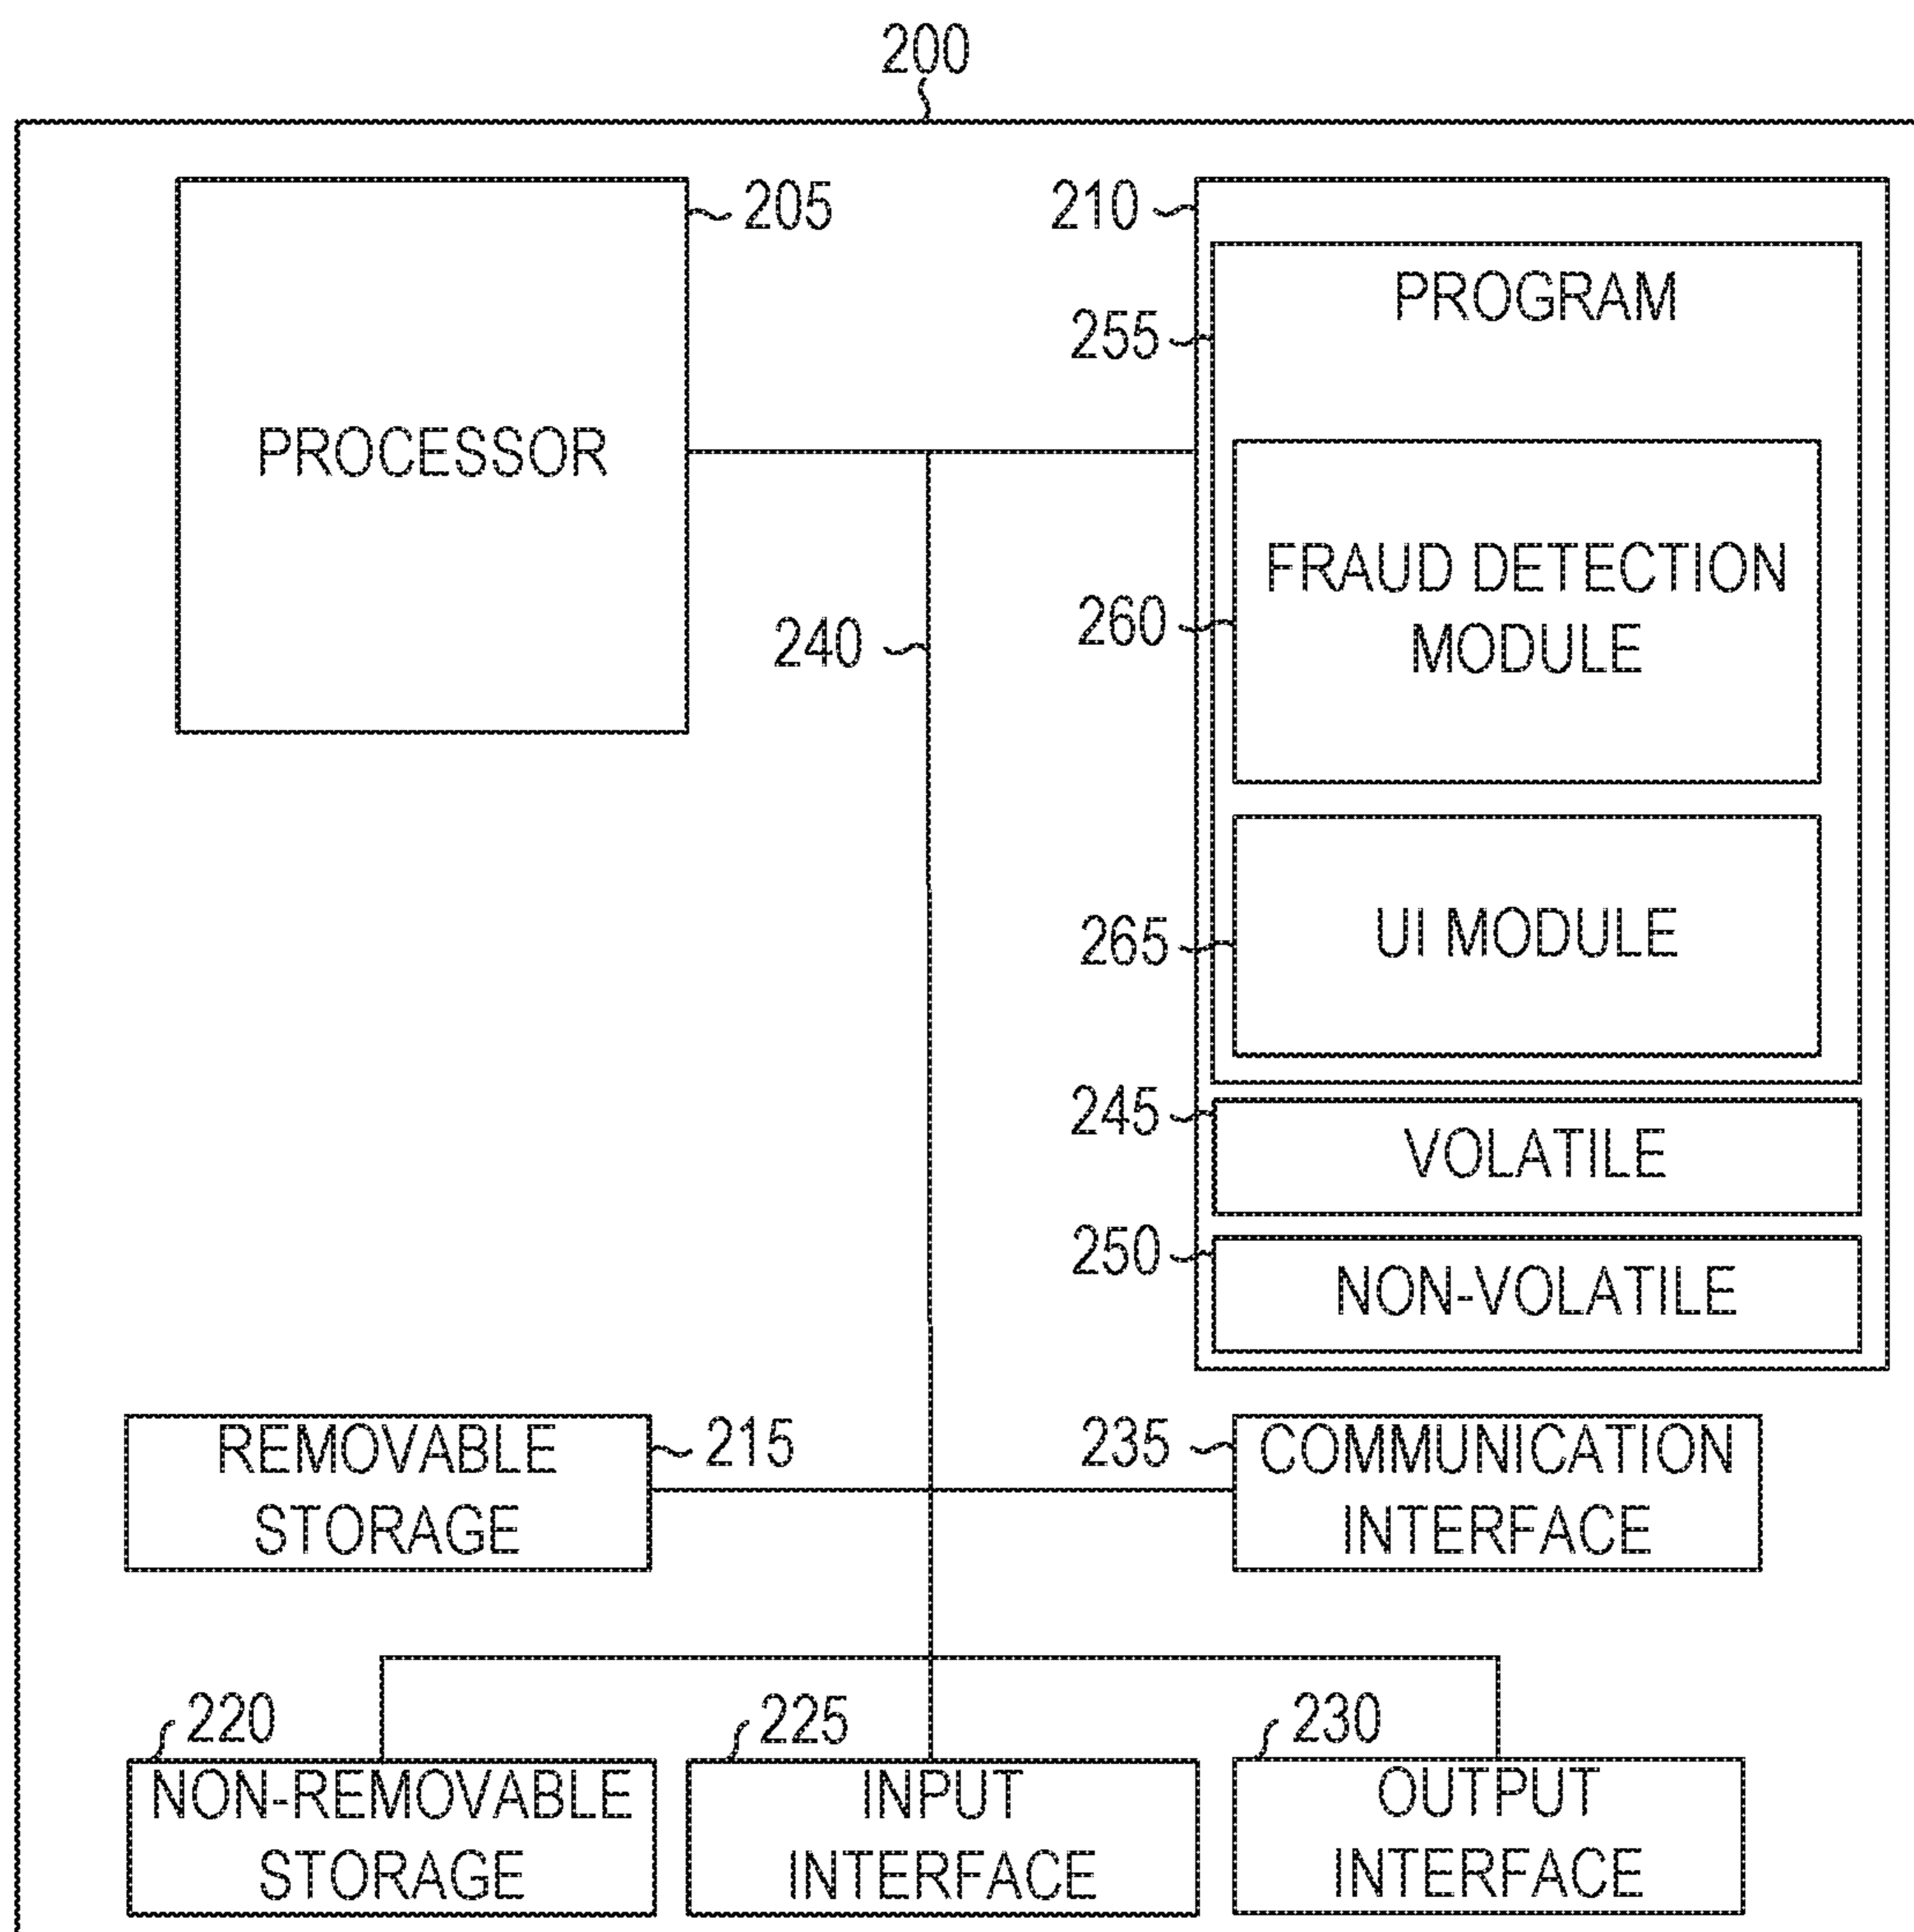 200
PROCESSOR
205
210
PROGRAM
255
FRAUD DETECTION
MODULE
260
240
UI MODULE
265
245
VOLATILE
250
NON-VOLATILE
REMOVABLE
STORAGE
215
235
COMMUNICATION
INTERFACE
220
NON-REMOVABLE
STORAGE
225
INPUT
INTERFACE
230
OUTPUT
INTERFACE